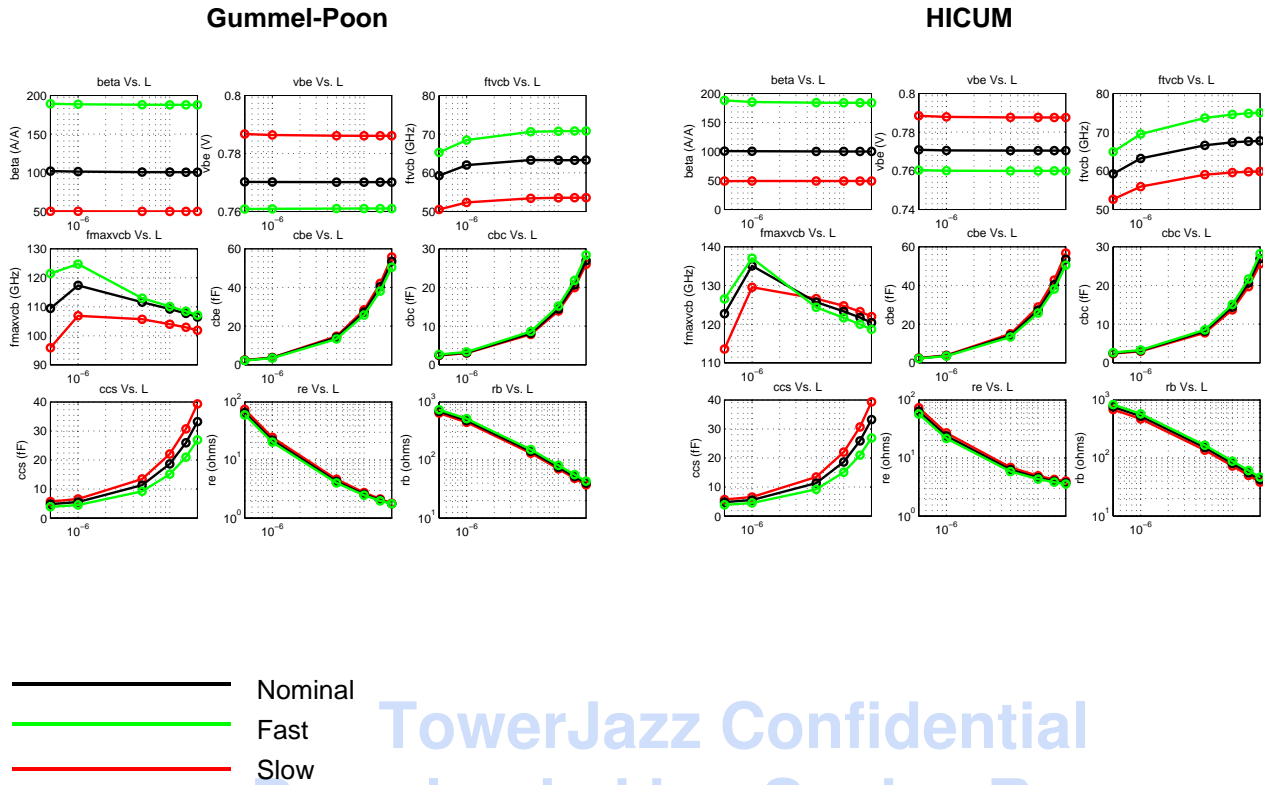 Gummel-Poon
HICUM
beta Vs. L
vbe Vs. L
ftvcb Vs. L
200
150
100
50
beta (A/A)
10⁻⁶
0.8
0.78
0.76
vbe (V)
10⁻⁶
80
70
60
50
ftvcb (GHz)
10⁻⁶
fmaxvcb Vs. L
cbe Vs. L
cbc Vs. L
130
120
110
100
90
fmaxvcb (GHz)
10⁻⁶
60
40
20
0
cbe (fF)
10⁻⁶
30
20
10
0
cbc (fF)
10⁻⁶
ccs Vs. L
re Vs. L
rb Vs. L
40
30
20
10
0
ccs (fF)
10⁻⁶
10²
10¹
10⁰
re (ohms)
10⁻⁶
10³
10²
10¹
rb (ohms)
10⁻⁶
beta Vs. L
vbe Vs. L
ftvcb Vs. L
200
150
100
50
0
beta (A/A)
10⁻⁶
0.8
0.78
0.76
0.74
vbe (V)
10⁻⁶
80
70
60
50
ftvcb (GHz)
10⁻⁶
fmaxvcb Vs. L
cbe Vs. L
cbc Vs. L
140
130
120
110
fmaxvcb (GHz)
10⁻⁶
60
40
20
0
cbe (fF)
10⁻⁶
30
20
10
0
cbc (fF)
10⁻⁶
ccs Vs. L
re Vs. L
rb Vs. L
40
30
20
10
0
ccs (fF)
10⁻⁶
10²
10¹
10⁰
re (ohms)
10⁻⁶
10³
10²
10¹
rb (ohms)
10⁻⁶
Nominal
Fast
Slow
TowerJazz Confidential